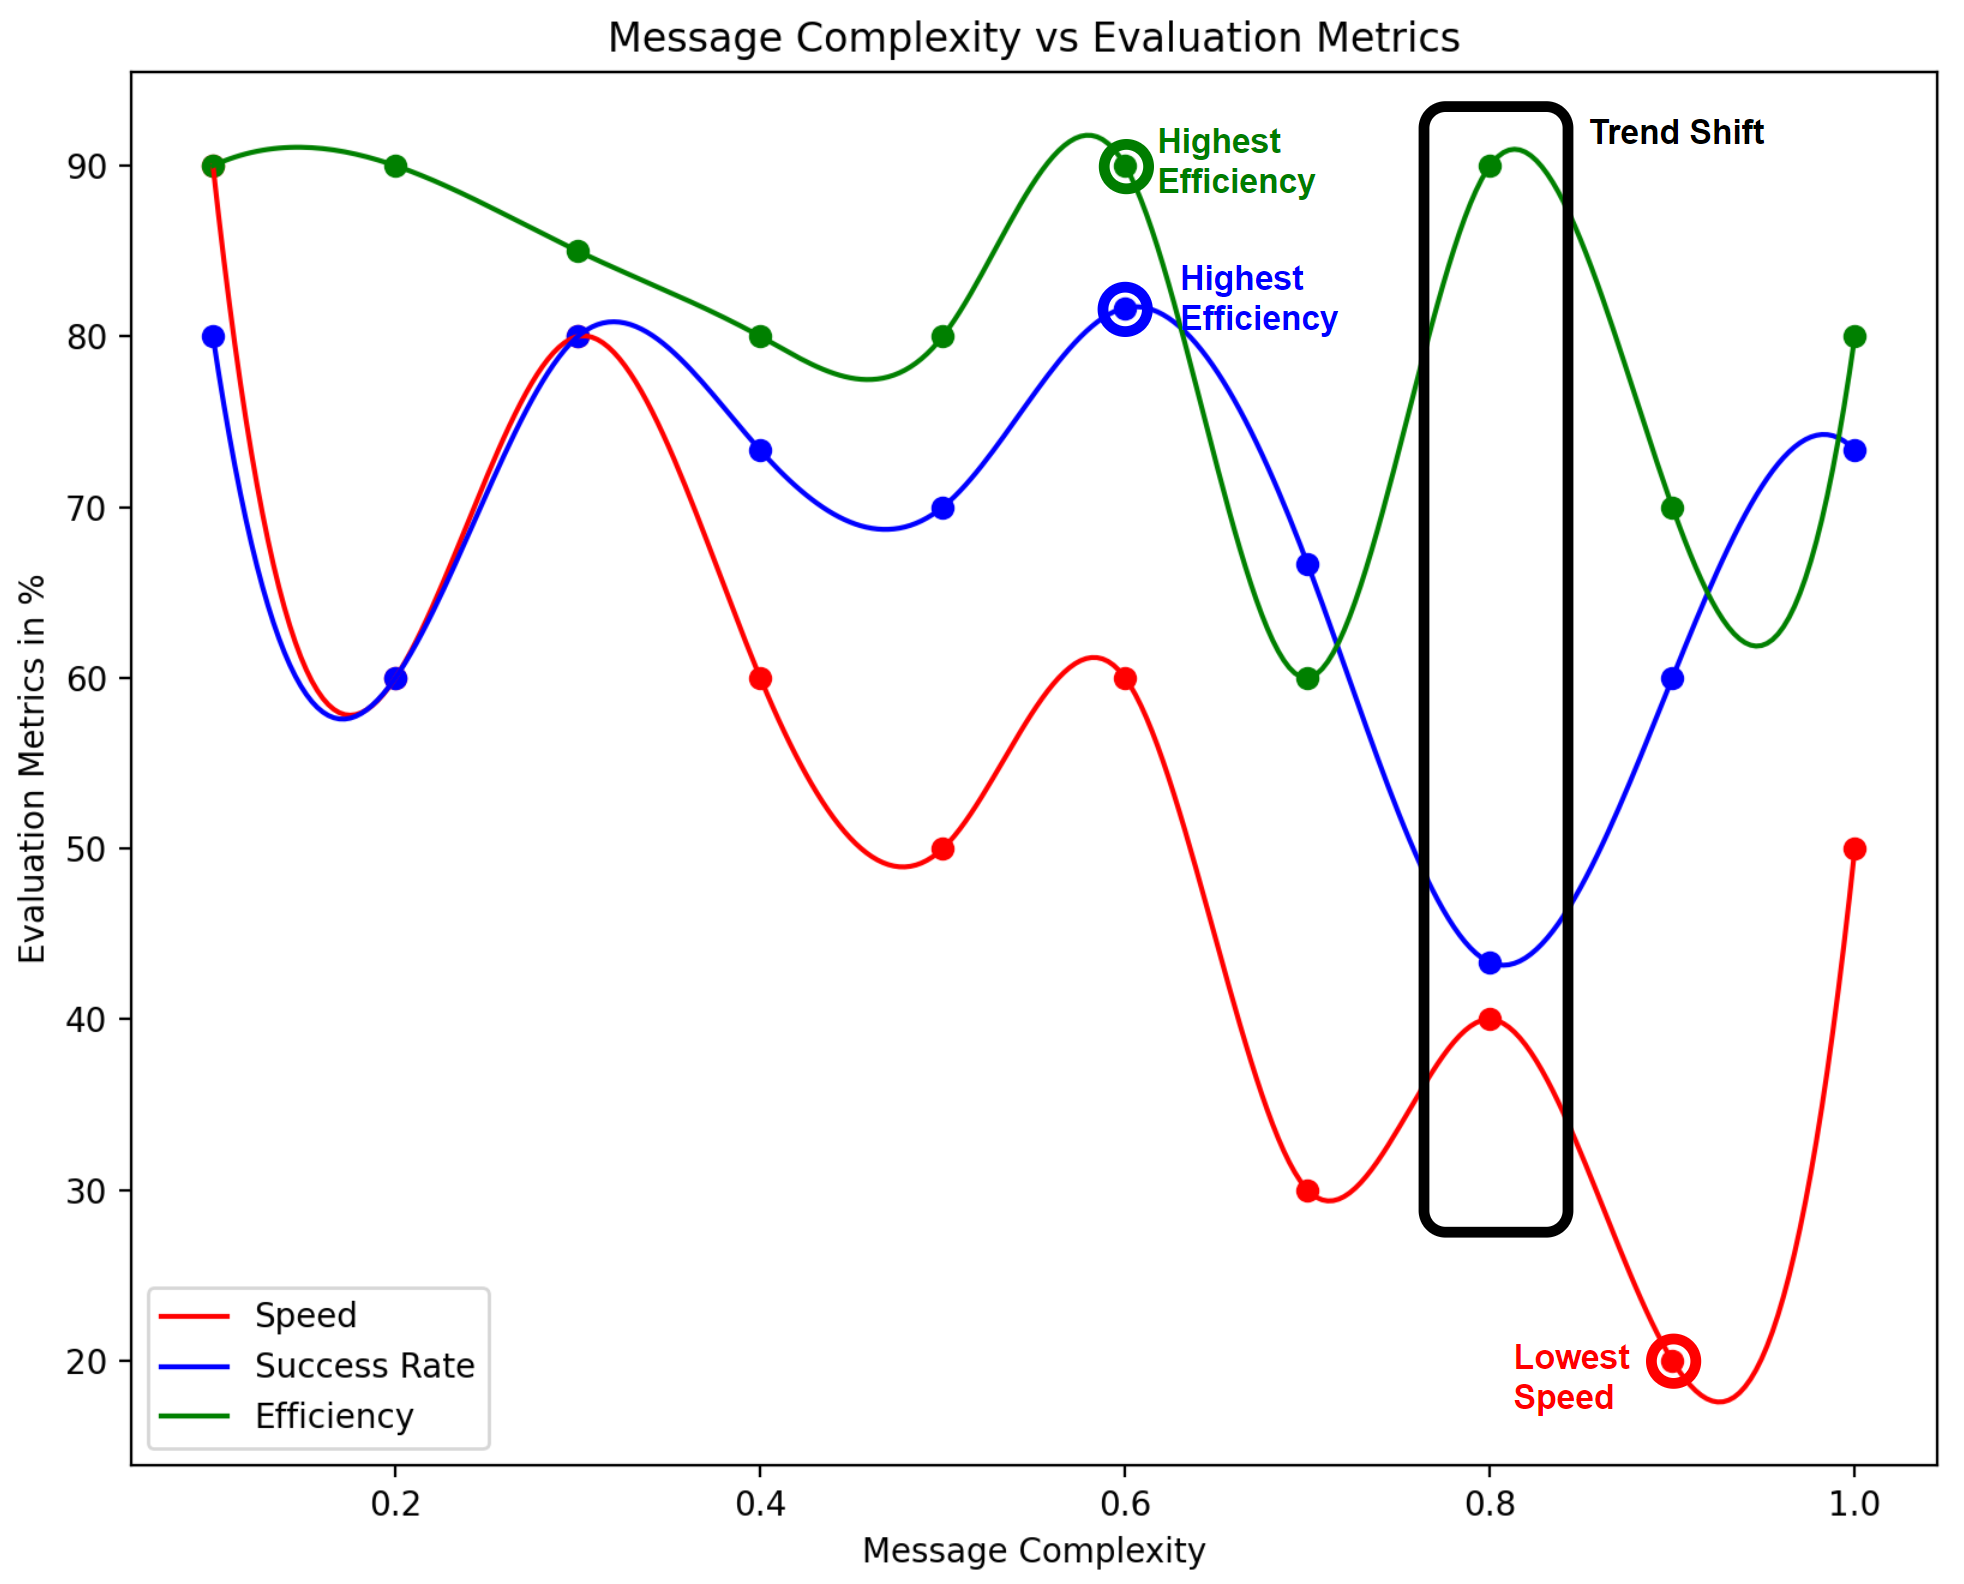 Message Complexity vs Evaluation Metrics
Highest
Efficiency
Trend Shift
Highest
Efficiency
90
80
70
60
50
40
30
20
Evaluation Metrics in %
Lowest
Speed
Speed
Success Rate
Efficiency
0.2
0.4
0.6
0.8
1.0
Message Complexity